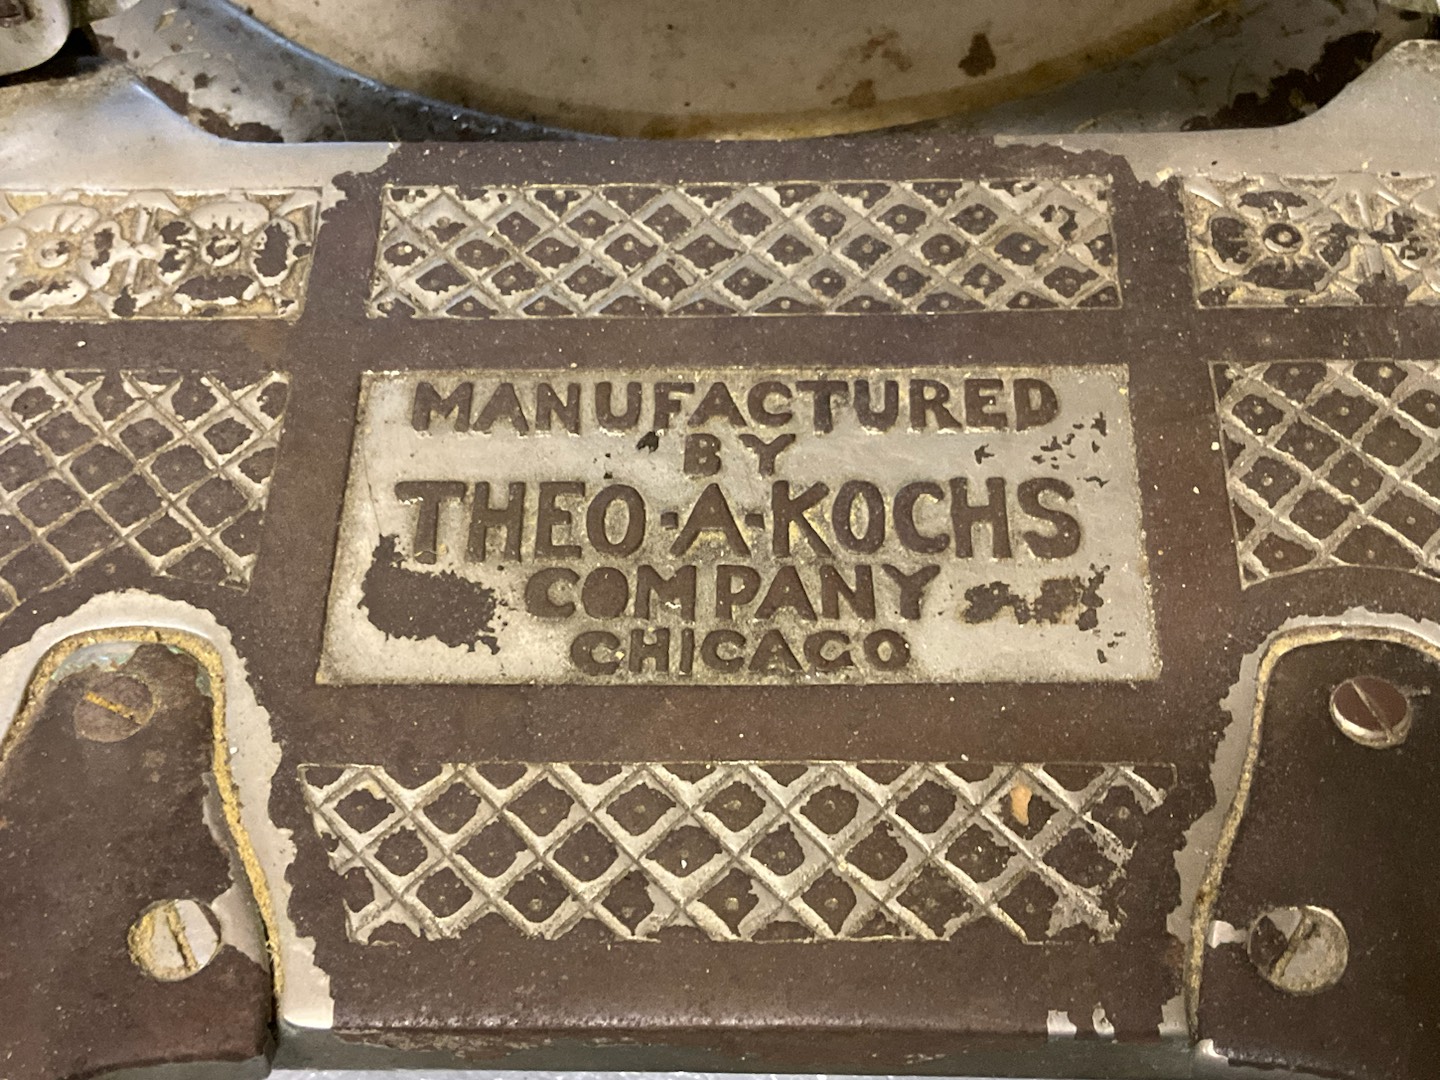 MANUFACTURED
BY
THEO·A·KOCHS
COMPANY
CHICAGO